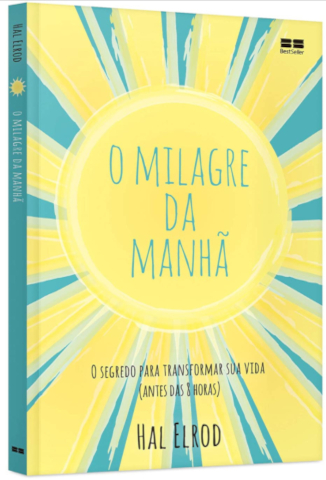 HAL ELROD
O MILAGRE DA MANHÃ
BestSeller
O MILAGRE
DA
MANHÃ
O SEGREDO PARA TRANSFORMAR SUA VIDA
(ANTES DAS 8 HORAS)
HAL ELROD